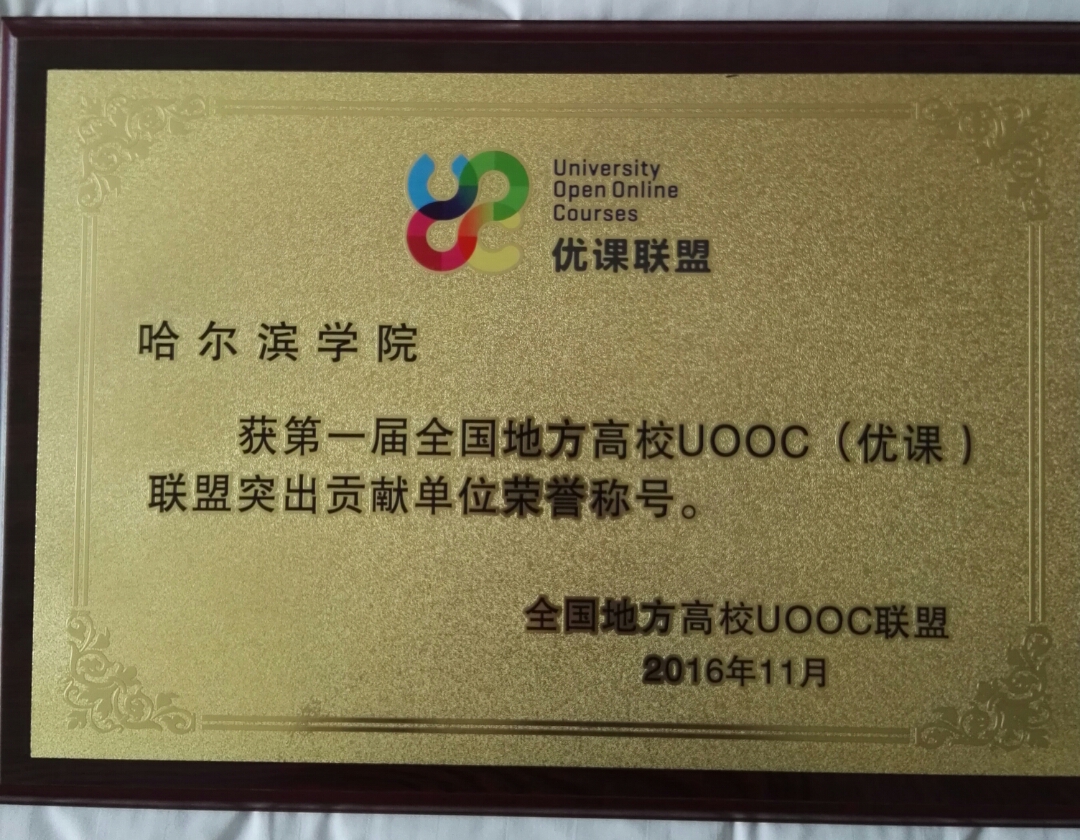 University
Open Online
Courses
优课联盟
哈尔滨学院
获第一届全国地方高校UOOC（优课）
联盟突出贡献单位荣誉称号。
全国地方高校UOOC联盟
2016年11月